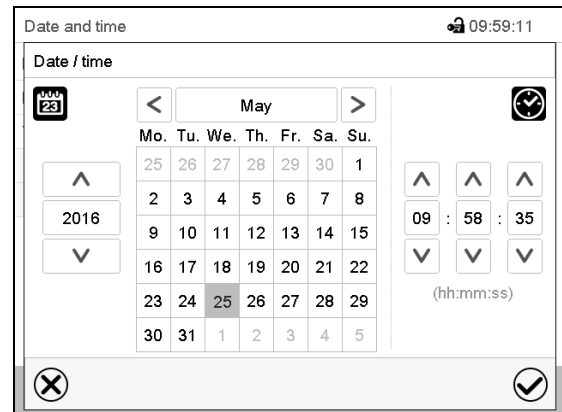 Date and time 09:59:11
Date / time
23
< May >
Mo. Tu. We. Th. Fr. Sa. Su.
25 26 27 28 29 30 1
2 3 4 5 6 7 8
2016 09 : 58 : 35
9 10 11 12 13 14 15
16 17 18 19 20 21 22
(hh:mm:ss)
23 24 25 26 27 28 29
30 31 1 2 3 4 5